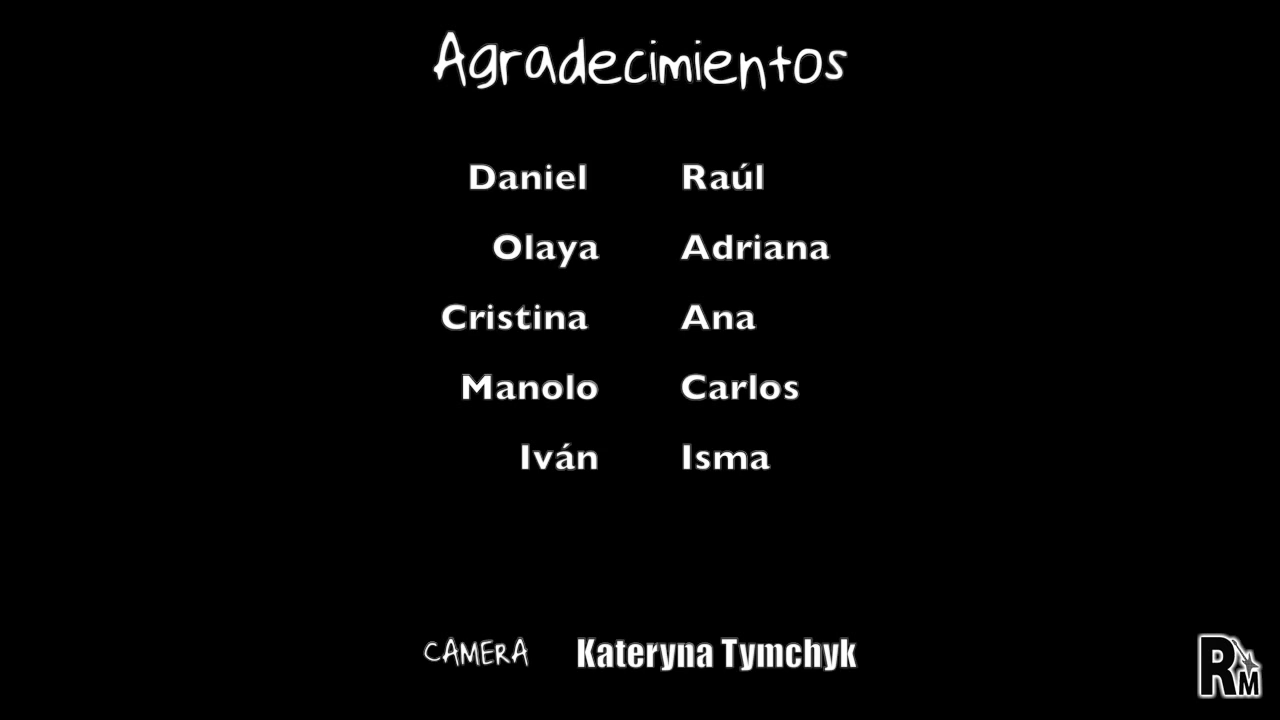 Agradecimientos
Daniel Raúl
Olaya Adriana
Cristina Ana
Manolo Carlos
Iván Isma
CAMERA Kateryna Tymchyk
RM